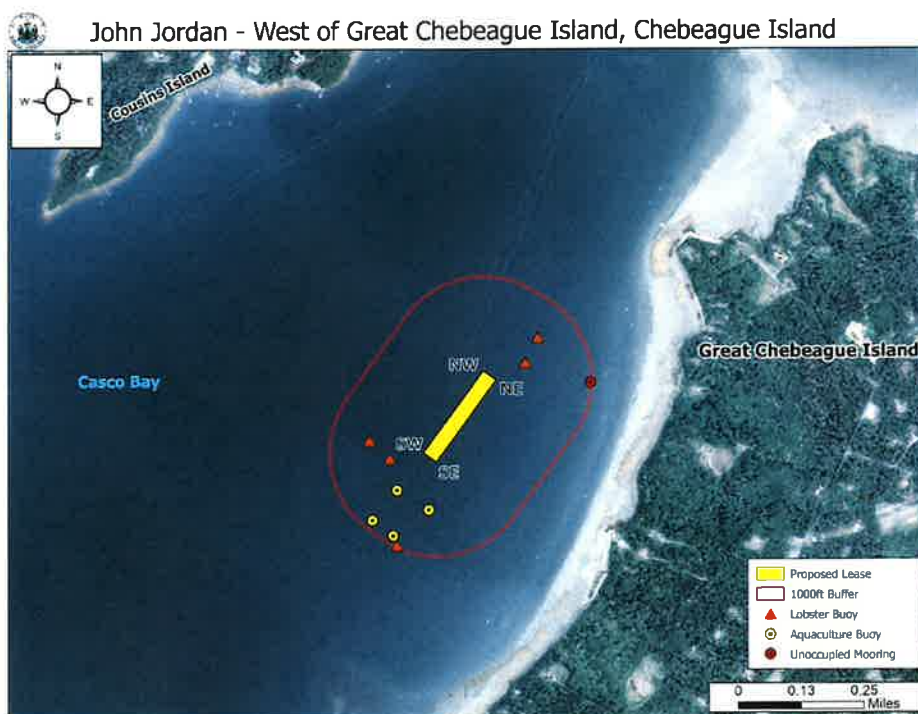 John Jordan - West of Great Chebeague Island, Chebeague Island
N
W E
S
Cousins Island
Casco Bay
Great Chebeague Island
NW
NE
SW
SE
Proposed Lease
1000ft Buffer
Lobster Buoy
Aquaculture Buoy
Unoccupied Mooring
0 0.13 0.25
Miles